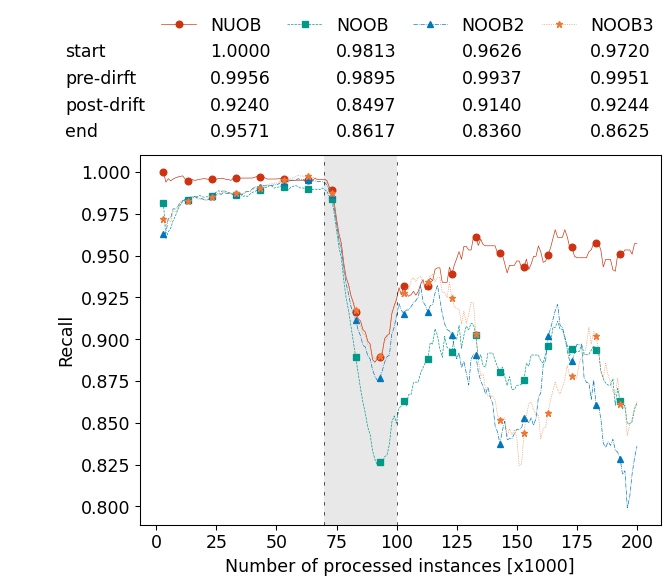 NUOB NOOB NOOB2 NOOB3
start 1.0000 0.9813 0.9626 0.9720
pre-dirft 0.9956 0.9895 0.9937 0.9951
post-drift 0.9240 0.8497 0.9140 0.9244
end 0.9571 0.8617 0.8360 0.8625
1.000
0.975
0.950
0.925
0.900
0.875
0.850
0.825
0.800
Recall
0 25 50 75 100 125 150 175 200
Number of processed instances [x1000]